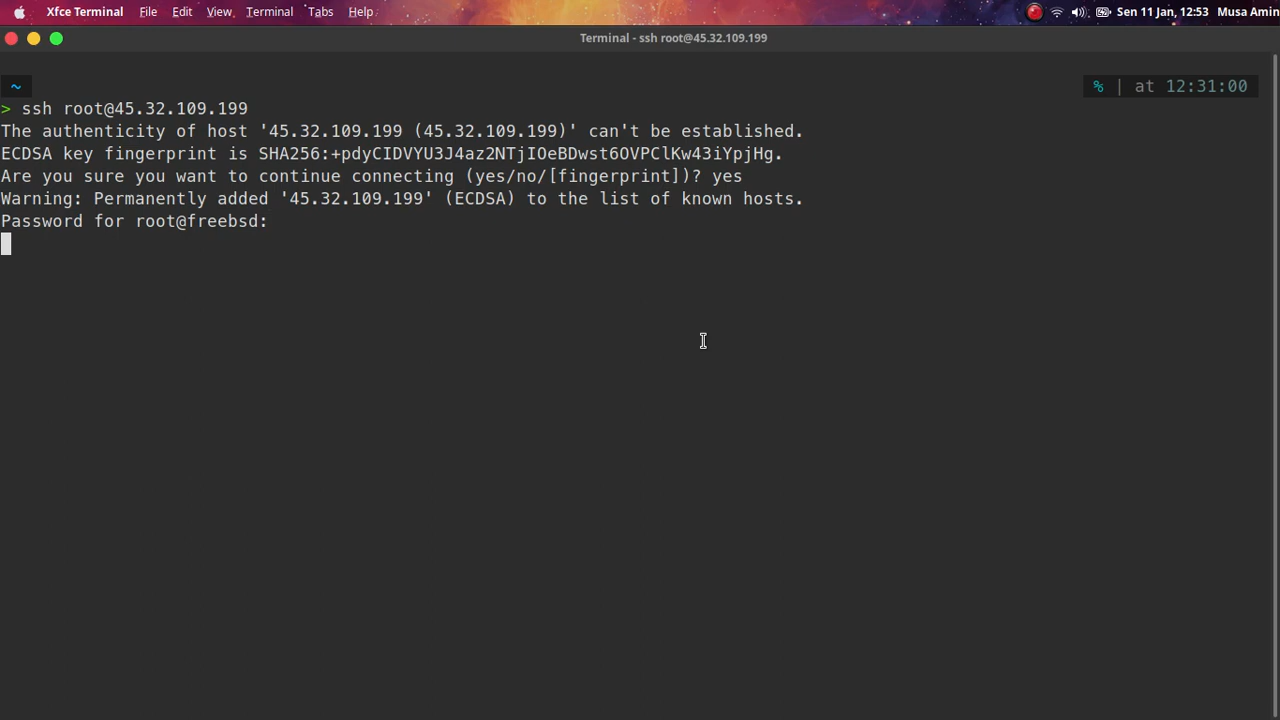 Xfce Terminal File Edit View Terminal Tabs Help Sen 11 Jan, 12:53 Musa Amin
Terminal - ssh root@45.32.109.199
~ % | at 12:31:00
> ssh root@45.32.109.199
The authenticity of host '45.32.109.199 (45.32.109.199)' can't be established.
ECDSA key fingerprint is SHA256:+pdyCIDVYU3J4az2NTjIOeBDwst6OVPClKw43iYpjHg.
Are you sure you want to continue connecting (yes/no/[fingerprint])? yes
Warning: Permanently added '45.32.109.199' (ECDSA) to the list of known hosts.
Password for root@freebsd: